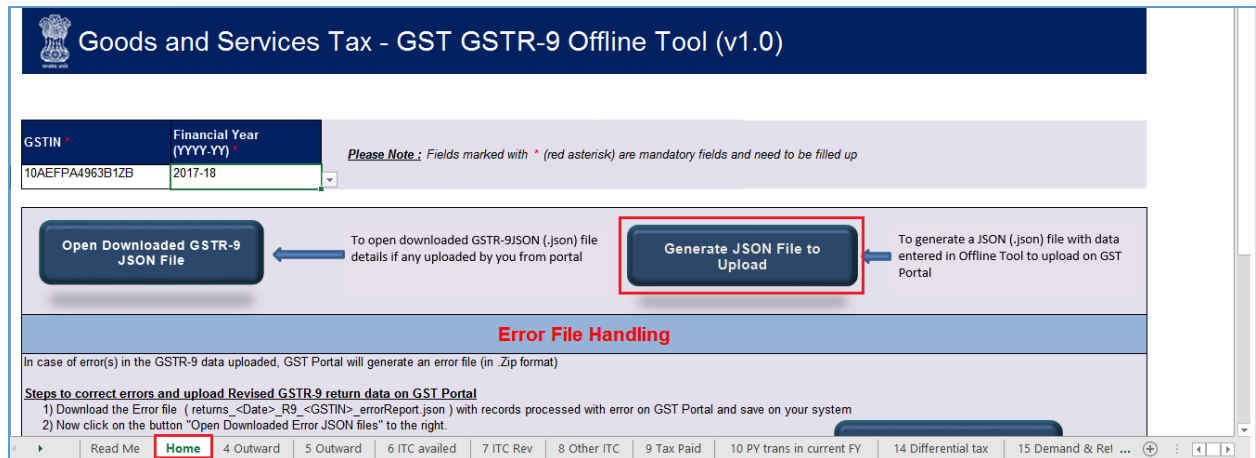 Goods and Services Tax - GST GSTR-9 Offline Tool (v1.0)
GSTIN *
Financial Year
(YYYY-YY) *
Please Note : Fields marked with * (red asterisk) are mandatory fields and need to be filled up
10AEFPA4963B1ZB
2017-18
Open Downloaded GSTR-9
JSON File
To open downloaded GSTR-9JSON (.json) file
details if any uploaded by you from portal
Generate JSON File to
Upload
To generate a JSON (.json) file with data
entered in Offline Tool to upload on GST
Portal
Error File Handling
In case of error(s) in the GSTR-9 data uploaded, GST Portal will generate an error file (in .Zip format)
Steps to correct errors and upload Revised GSTR-9 return data on GST Portal
1) Download the Error file ( returns_<Date>_R9_<GSTIN>_errorReport.json ) with records processed with error on GST Portal and save on your system
2) Now click on the button "Open Downloaded Error JSON files" to the right.
Read Me Home 4 Outward 5 Outward 6 ITC availed 7 ITC Rev 8 Other ITC 9 Tax Paid 10 PY trans in current FY 14 Differential tax 15 Demand & Ref ...